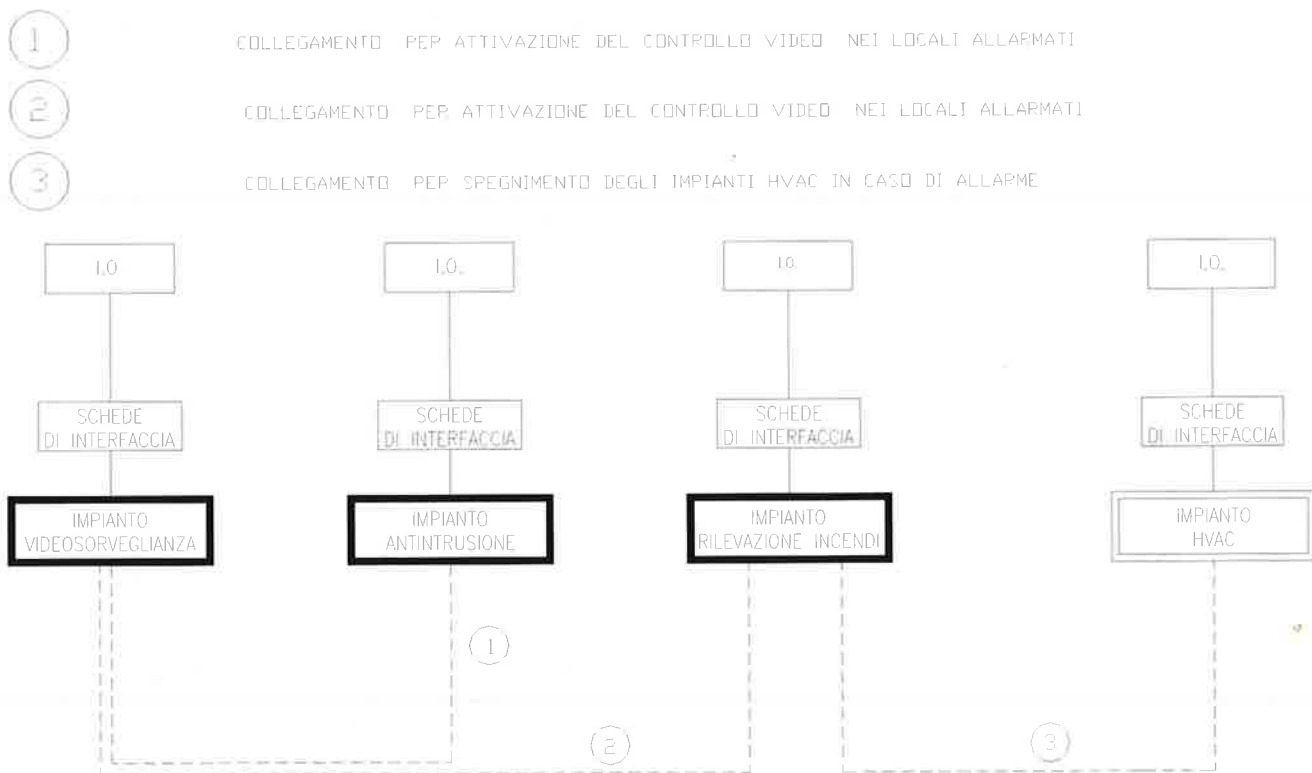 1
COLLEGAMENTO PER ATTIVAZIONE DEL CONTROLLO VIDEO NEI LOCALI ALLARMATI
2
COLLEGAMENTO PER ATTIVAZIONE DEL CONTROLLO VIDEO NEI LOCALI ALLARMATI
3
COLLEGAMENTO PER SPEGNIMENTO DEGLI IMPIANTI HVAC IN CASO DI ALLARME
I.O.
I.O.
I.O.
I.O.
SCHEDE
DI INTERFACCIA
SCHEDE
DI INTERFACCIA
SCHEDE
DI INTERFACCIA
SCHEDE
DI INTERFACCIA
IMPIANTO
VIDEOSORVEGLIANZA
IMPIANTO
ANTINTRUSIONE
IMPIANTO
RILEVAZIONE INCENDI
IMPIANTO
HVAC
1
2
3